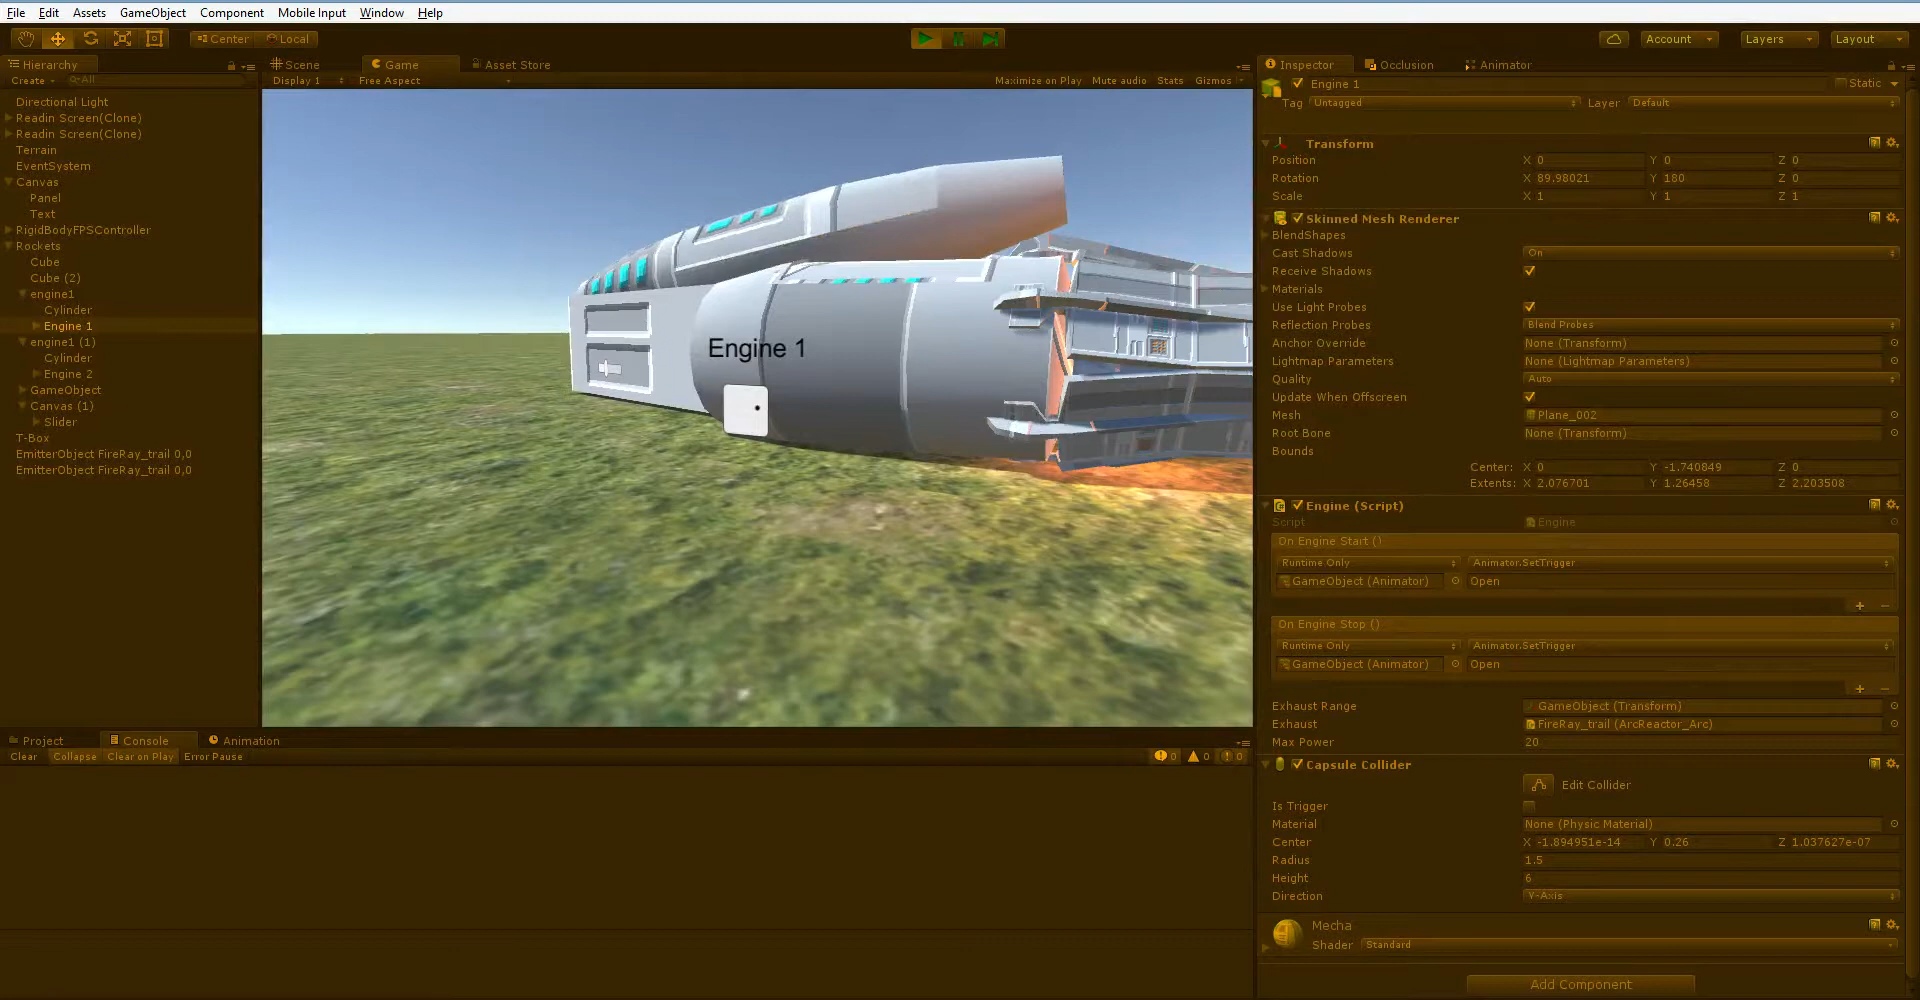 File Edit Assets GameObject Component Mobile Input Window Help
Center Local Account Layers Layout
Hierarchy
Create All
Directional Light
Readin Screen(Clone)
Readin Screen(Clone)
Terrain
EventSystem
Canvas
Panel
Text
RigidBodyFPSController
Rockets
Cube
Cube (2)
engine1
Cylinder
Engine 1
engine1 (1)
Cylinder
Engine 2
GameObject
Canvas (1)
Slider
T-Box
EmitterObject FireRay_trail 0,0
EmitterObject FireRay_trail 0,0
Scene Game Asset Store
Display 1 Free Aspect Maximize on Play Mute audio Stats Gizmos
Engine 1
Project Console Animation
Clear Collapse Clear on Play Error Pause 0 0 0
Inspector Occlusion Animator
Engine 1 Static
Tag Untagged Layer Default
Transform
Position X 0 Y 0 Z 0
Rotation X 89.98021 Y 180 Z 0
Scale X 1 Y 1 Z 1
Skinned Mesh Renderer
BlendShapes
Cast Shadows On
Receive Shadows
Materials
Use Light Probes
Reflection Probes Blend Probes
Anchor Override None (Transform)
Lightmap Parameters None (Lightmap Parameters)
Quality Auto
Update When Offscreen
Mesh Plane_002
Root Bone None (Transform)
Bounds
Center: X 0 Y -1.740849 Z 0
Extents: X 2.076701 Y 1.26458 Z 2.203508
Engine (Script)
Script Engine
On Engine Start ()
Runtime Only Animator.SetTrigger
GameObject (Animator) Open
On Engine Stop ()
Runtime Only Animator.SetTrigger
GameObject (Animator) Open
Exhaust Range GameObject (Transform)
Exhaust FireRay_trail (ArcReactor_Arc)
Max Power 20
Capsule Collider
Edit Collider
Is Trigger
Material None (Physic Material)
Center X -1.894951e-14 Y 0.26 Z 1.037627e-07
Radius 1.5
Height 6
Direction Y-Axis
Mecha
Shader Standard
Add Component